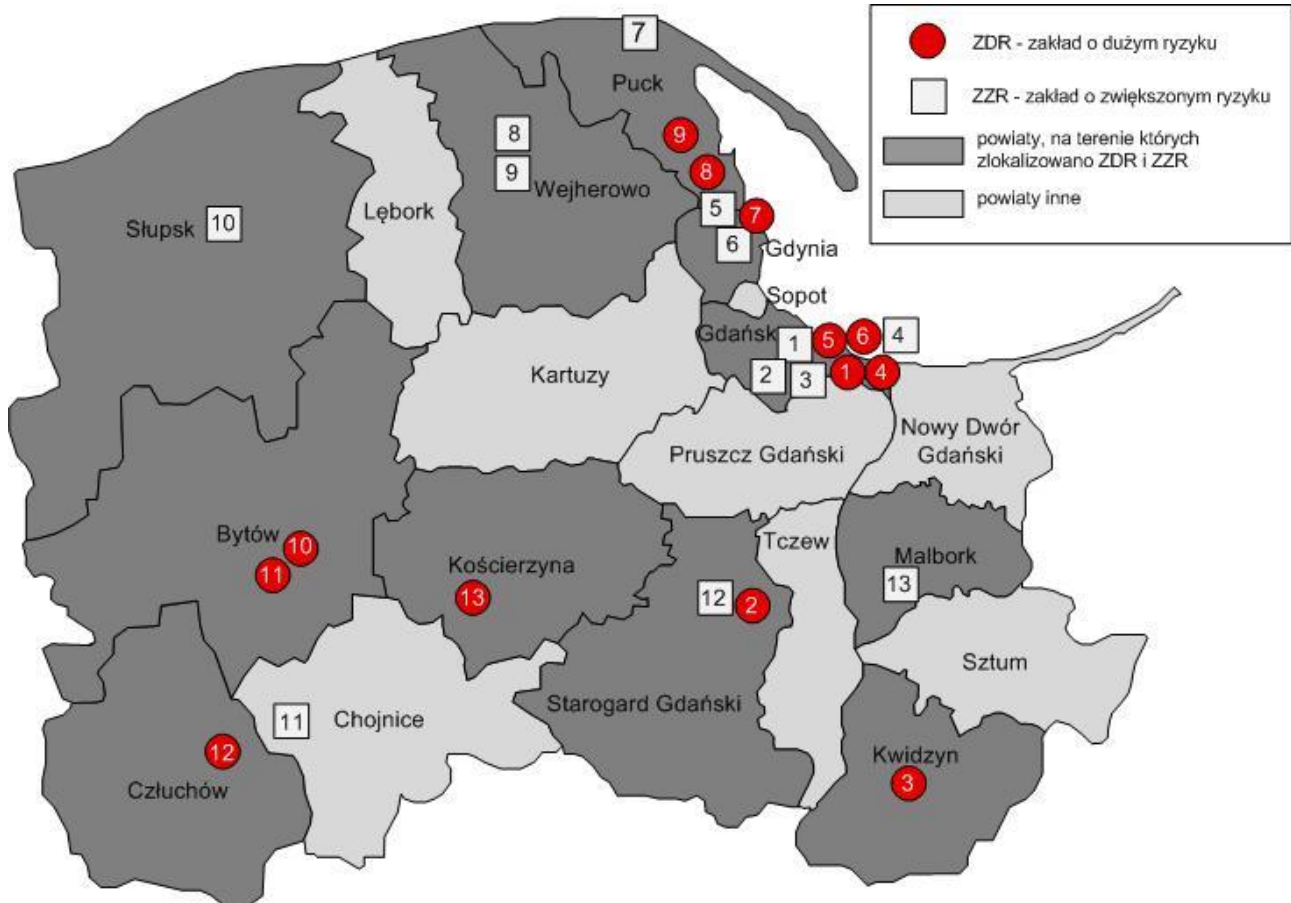 7
Puck
ZDR - zakład o dużym ryzyku
ZZR - zakład o zwiększonym ryzyku
powiaty, na terenie których
zlokalizowano ZDR i ZZR
powiaty inne
9
8
9
8
Wejherowo
Lębork
Słupsk
10
5
7
6
Gdynia
Sopot
Gdańsk
1
5
6
4
2
3
1
4
Kartuzy
Pruszcz Gdański
Nowy Dwór
Gdański
Bytów
10
11
Kościerzyna
13
Tczew
Malbork
13
12
2
Sztum
Starogard Gdański
11
Chojnice
12
Człuchów
Kwidzyn
3